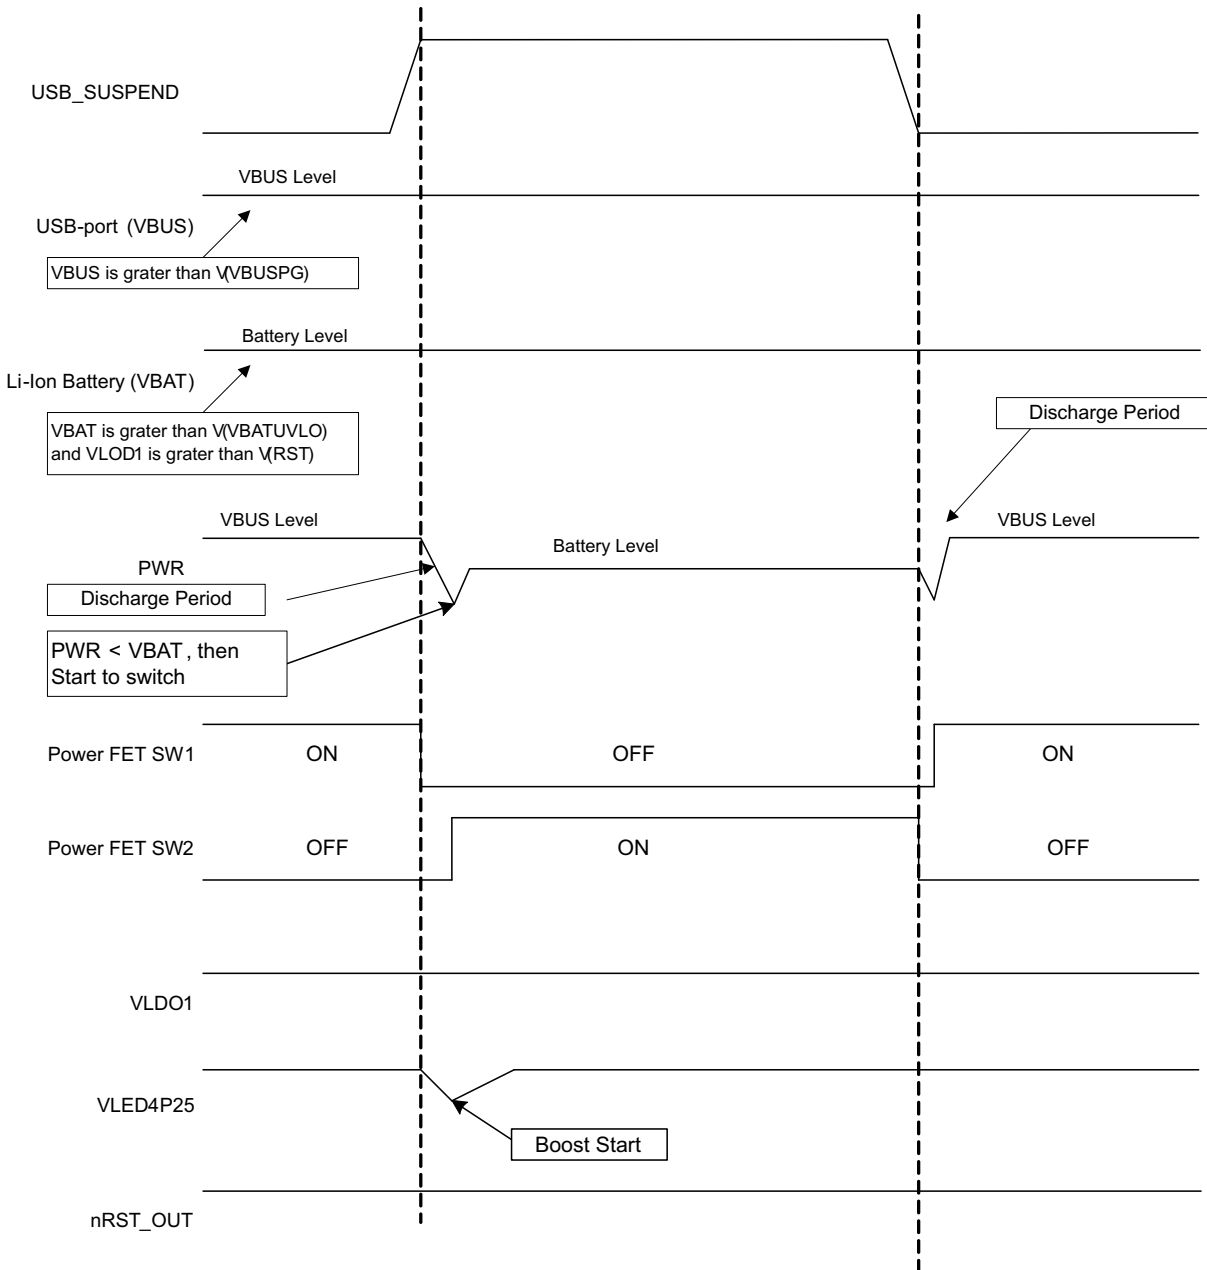 USB_SUSPEND
VBUS Level
USB-port (VBUS)
VBUS is grater than V(VBUSPG)
Battery Level
Li-Ion Battery (VBAT)
VBAT is grater than V(VBATUVLO)
and VLOD1 is grater than V(RST)
Discharge Period
VBUS Level
VBUS Level
Battery Level
PWR
Discharge Period
PWR < VBAT , then
Start to switch
Power FET SW1
ON
OFF
ON
Power FET SW2
OFF
ON
OFF
VLDO1
VLED4P25
Boost Start
nRST_OUT